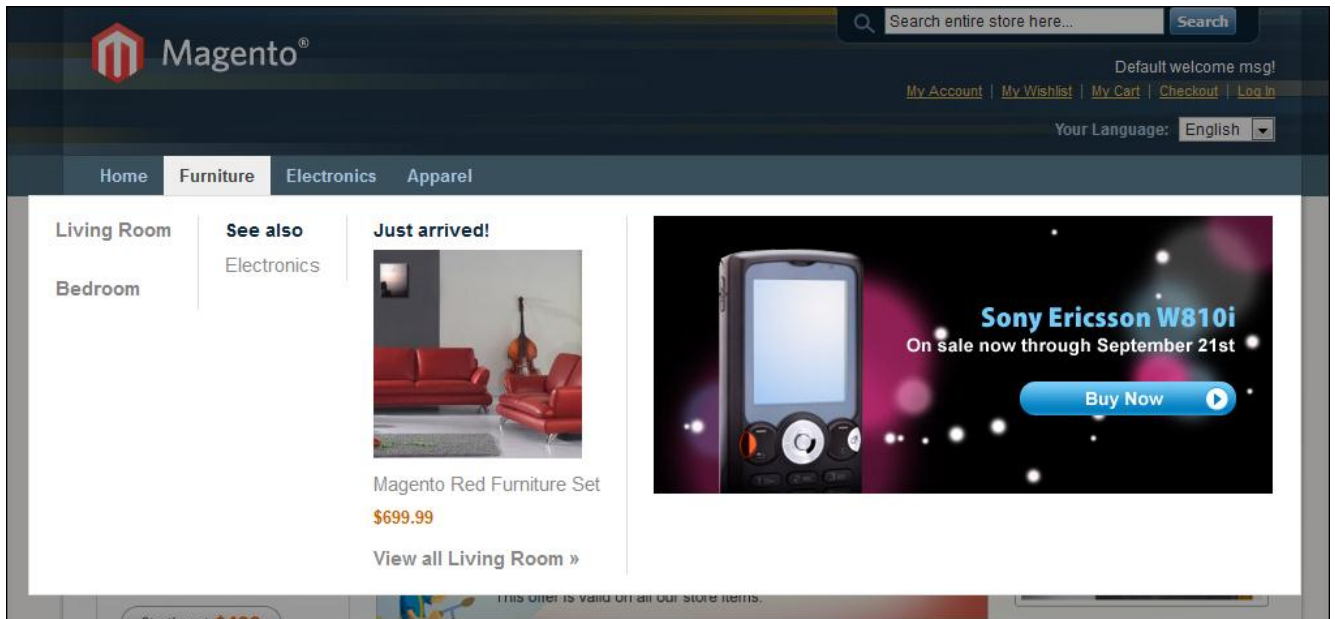 Magento®
Search entire store here...
Search
Default welcome msg!
My Account | My Wishlist | My Cart | Checkout | Log In
Your Language: English
Home Furniture Electronics Apparel
Living Room
Bedroom
See also
Electronics
Just arrived!
Magento Red Furniture Set
$699.99
View all Living Room »
Sony Ericsson W810i
On sale now through September 21st
Buy Now
This offer is valid on all our store items.